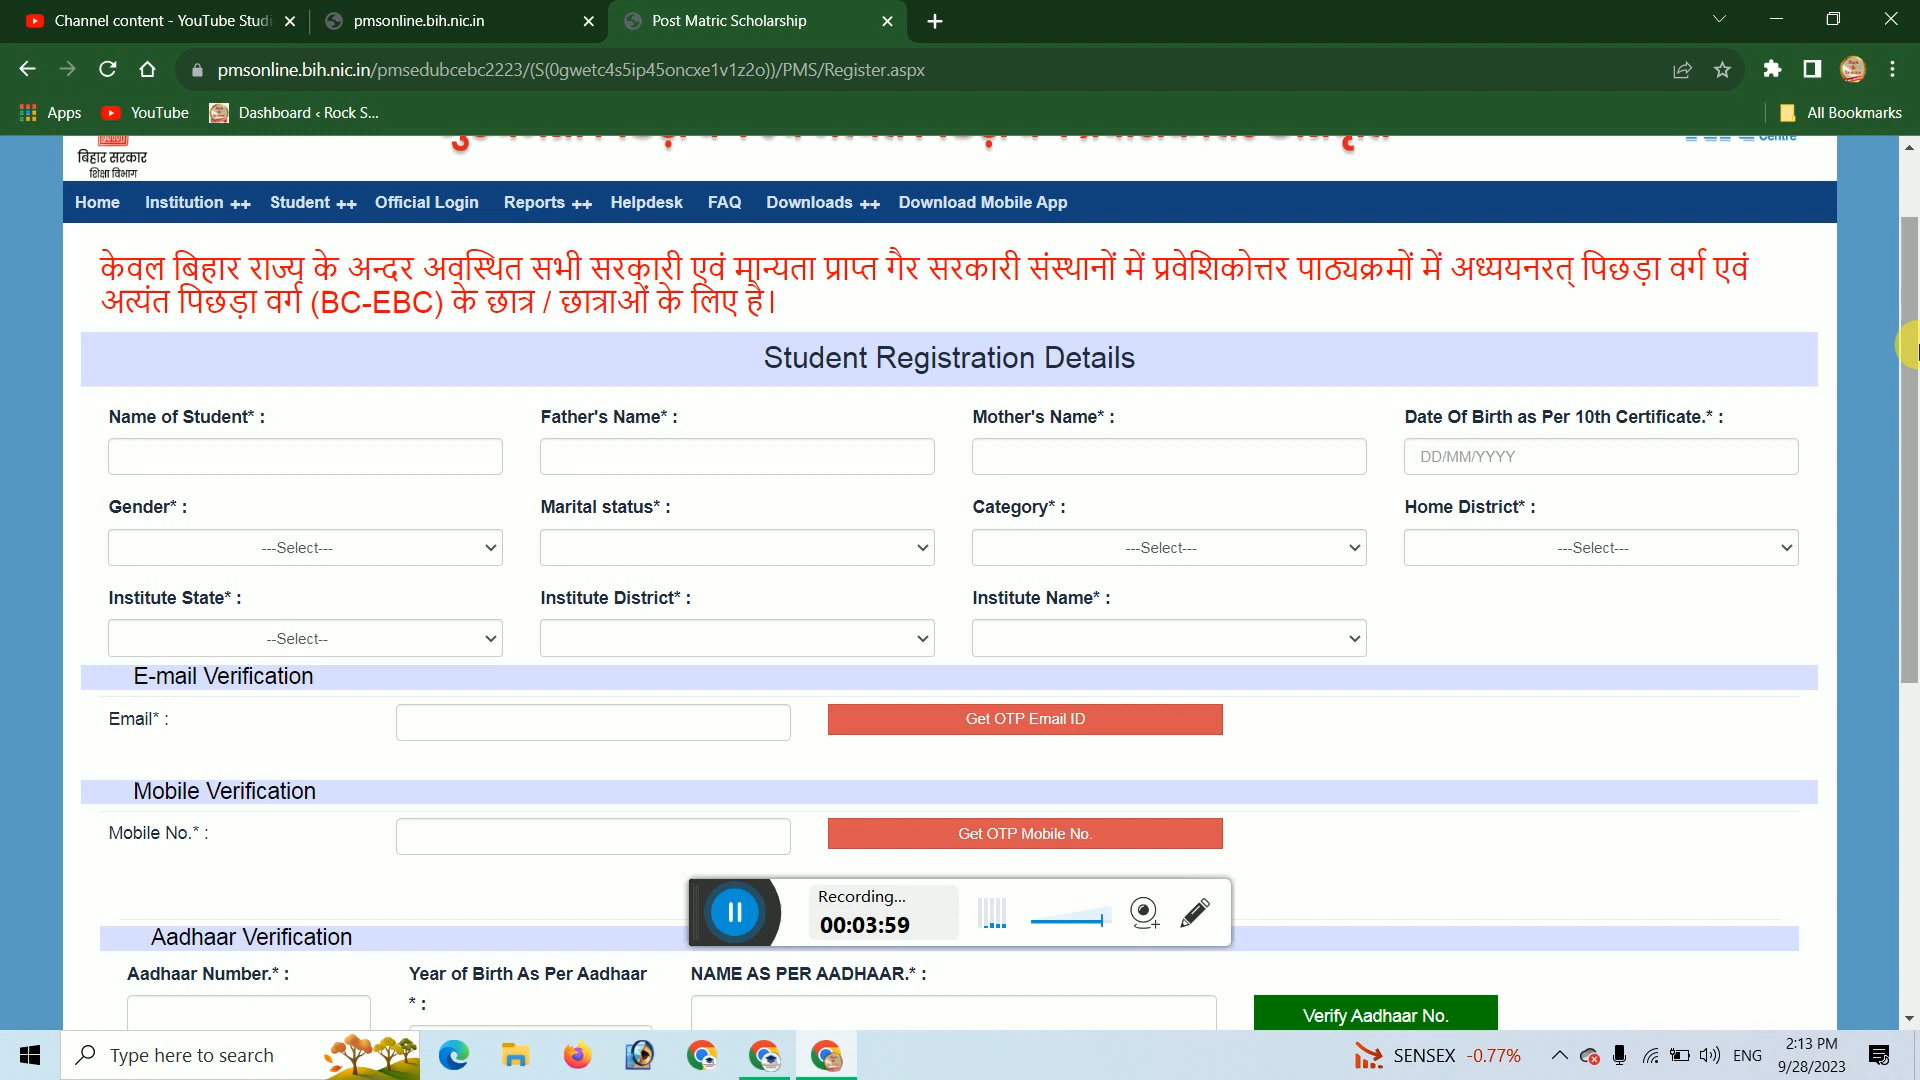 Channel content - YouTube Studi
pmsonline.bih.nic.in
Post Matric Scholarship
pmsonline.bih.nic.in/pmsedubcebc2223/(S(0gwetc4s5ip45oncxe1v1z2o))/PMS/Register.aspx
Apps
YouTube
Dashboard ‹ Rock S...
All Bookmarks
बिहार सरकार
शिक्षा विभाग
Centre
Home
Institution ++
Student ++
Official Login
Reports ++
Helpdesk
FAQ
Downloads ++
Download Mobile App
केवल बिहार राज्य के अन्दर अवस्थित सभी सरकारी एवं मान्यता प्राप्त गैर सरकारी संस्थानों में प्रवेशिकोत्तर पाठ्यक्रमों में अध्ययनरत् पिछड़ा वर्ग एवं
अत्यंत पिछड़ा वर्ग (BC-EBC) के छात्र / छात्राओं के लिए है।
Student Registration Details
Name of Student* :
Father's Name* :
Mother's Name* :
Date Of Birth as Per 10th Certificate.* :
DD/MM/YYYY
Gender* :
Marital status* :
Category* :
Home District* :
---Select---
---Select---
---Select---
Institute State* :
Institute District* :
Institute Name* :
--Select--
E-mail Verification
Email* :
Get OTP Email ID
Mobile Verification
Mobile No.* :
Get OTP Mobile No.
Recording...
00:03:59
Aadhaar Verification
Aadhaar Number.* :
Year of Birth As Per Aadhaar
* :
NAME AS PER AADHAAR.* :
Verify Aadhaar No.
Type here to search
SENSEX -0.77%
ENG
2:13 PM
9/28/2023